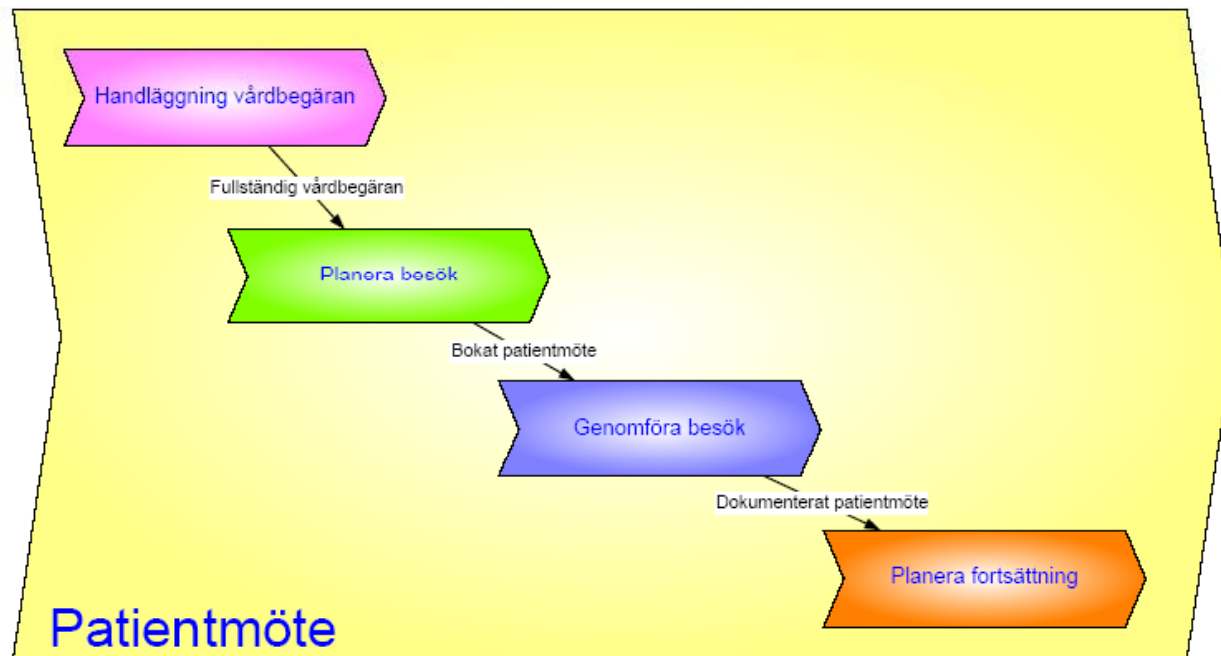 Handläggning vårdbegäran
Fullständig vårdbegäran
Planera besök
Bokat patientmöte
Genomföra besök
Dokumenterat patientmöte
Planera fortsättning
Patientmöte